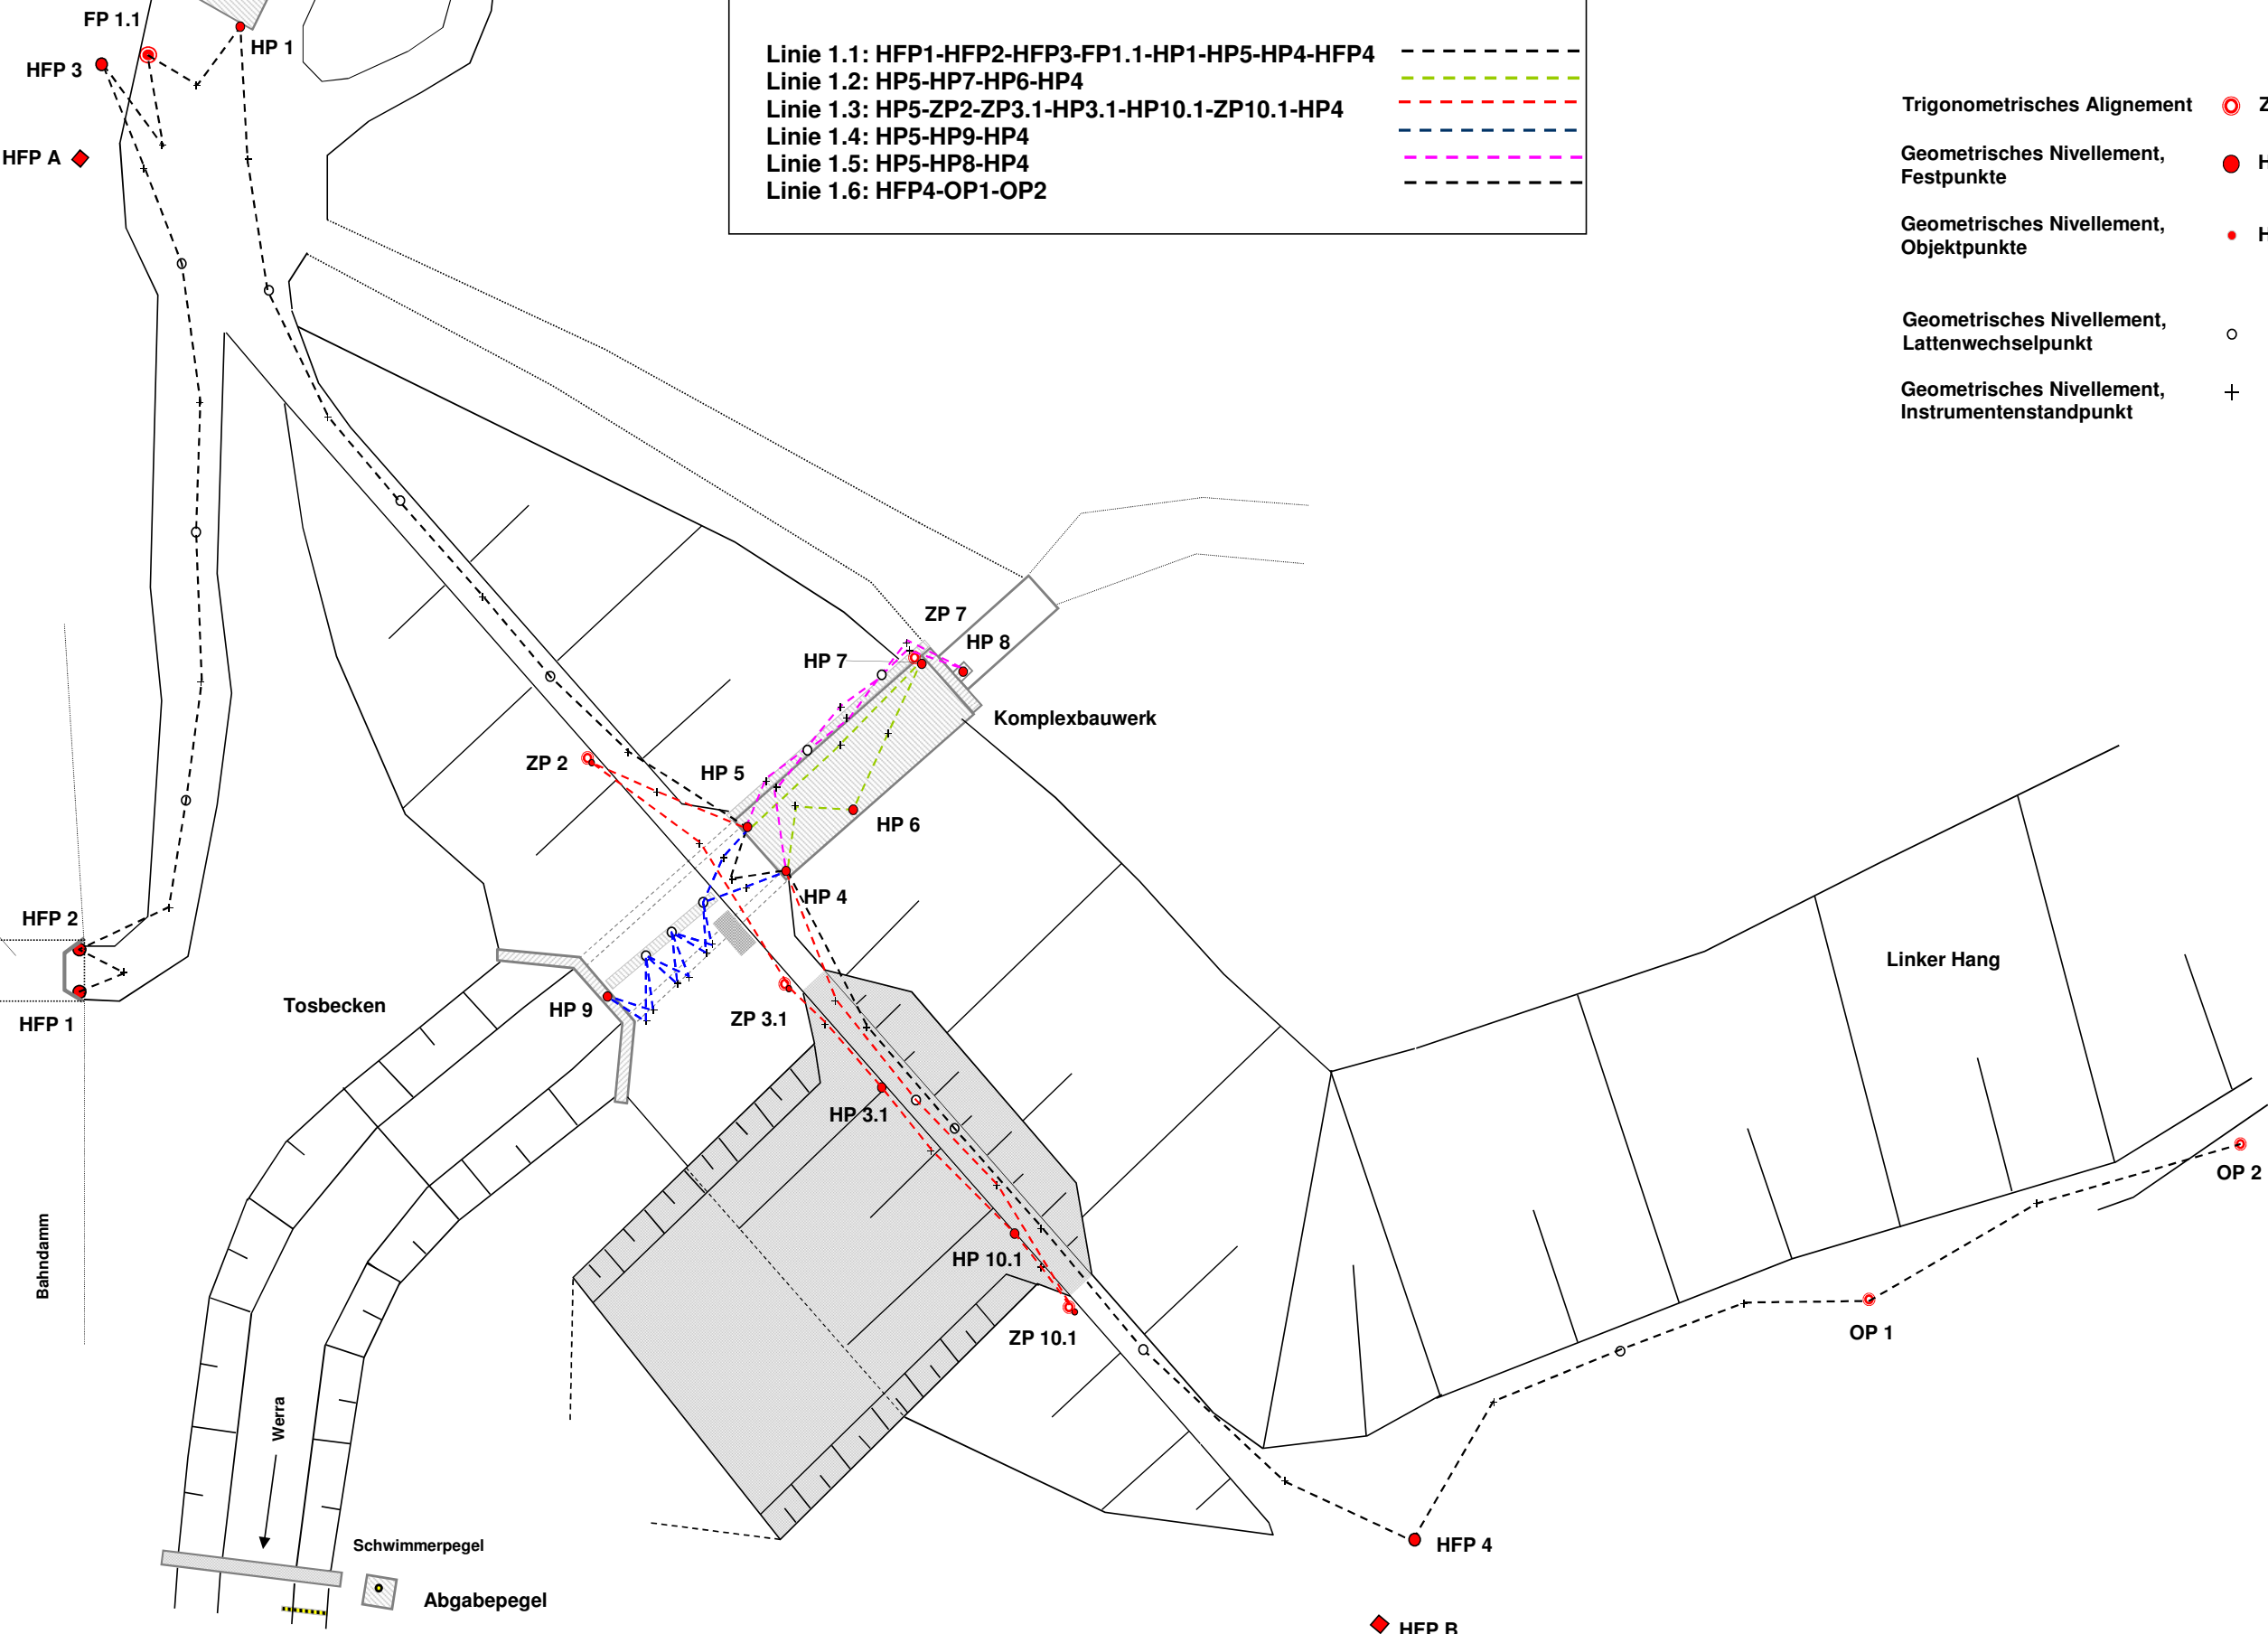 FP 1.1
HP 1
HFP 3
HFP A
Linie 1.1: HFP1-HFP2-HFP3-FP1.1-HP1-HP5-HP4-HFP4
Linie 1.2: HP5-HP7-HP6-HP4
Linie 1.3: HP5-ZP2-ZP3.1-HP3.1-HP10.1-ZP10.1-HP4
Linie 1.4: HP5-HP9-HP4
Linie 1.5: HP5-HP8-HP4
Linie 1.6: HFP4-OP1-OP2
Trigonometrisches Alignement
Z
Geometrisches Nivellement,
Festpunkte
H
Geometrisches Nivellement,
Objektpunkte
H
Geometrisches Nivellement,
Lattenwechselpunkt
Geometrisches Nivellement,
Instrumentenstandpunkt
ZP 7
HP 8
HP 7
Komplexbauwerk
ZP 2
HP 5
HP 6
HP 4
HFP 2
HFP 1
Tosbecken
HP 9
ZP 3.1
HP 3.1
Linker Hang
OP 2
HP 10.1
ZP 10.1
OP 1
Bahndamm
Werra
Schwimmerpegel
Abgabepegel
HFP 4
HFP B